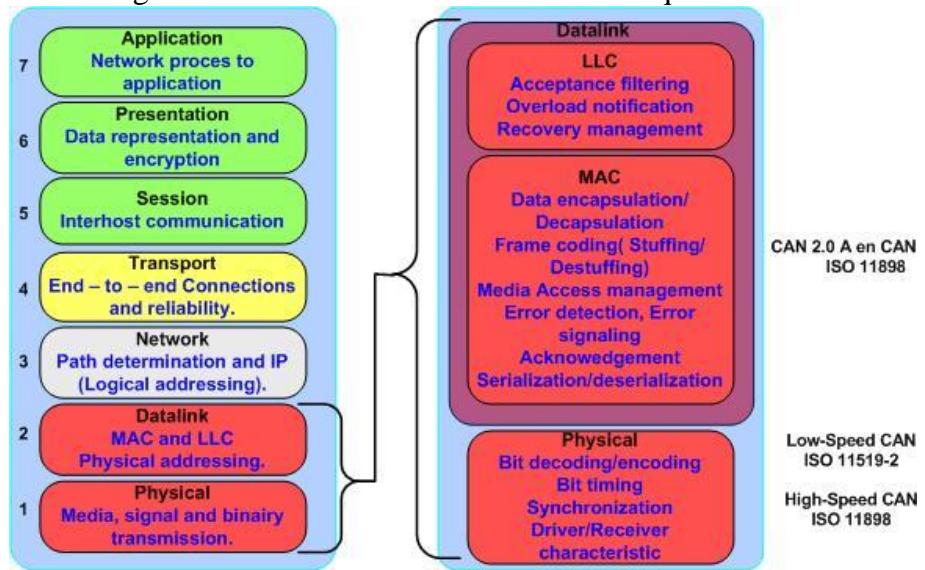 7
Application
Network proces to
application
6
Presentation
Data representation and
encryption
5
Session
Interhost communication
4
Transport
End – to – end Connections
and reliability.
3
Network
Path determination and IP
(Logical addressing).
2
Datalink
MAC and LLC
Physical addressing.
1
Physical
Media, signal and binairy
transmission.
Datalink
LLC
Acceptance filtering
Overload notification
Recovery management
MAC
Data encapsulation/
Decapsulation
Frame coding( Stuffing/
Destuffing)
Media Access management
Error detection, Error
signaling
Acknowedgement
Serialization/deserialization
Physical
Bit decoding/encoding
Bit timing
Synchronization
Driver/Receiver
characteristic
CAN 2.0 A en CAN
ISO 11898
Low-Speed CAN
ISO 11519-2
High-Speed CAN
ISO 11898